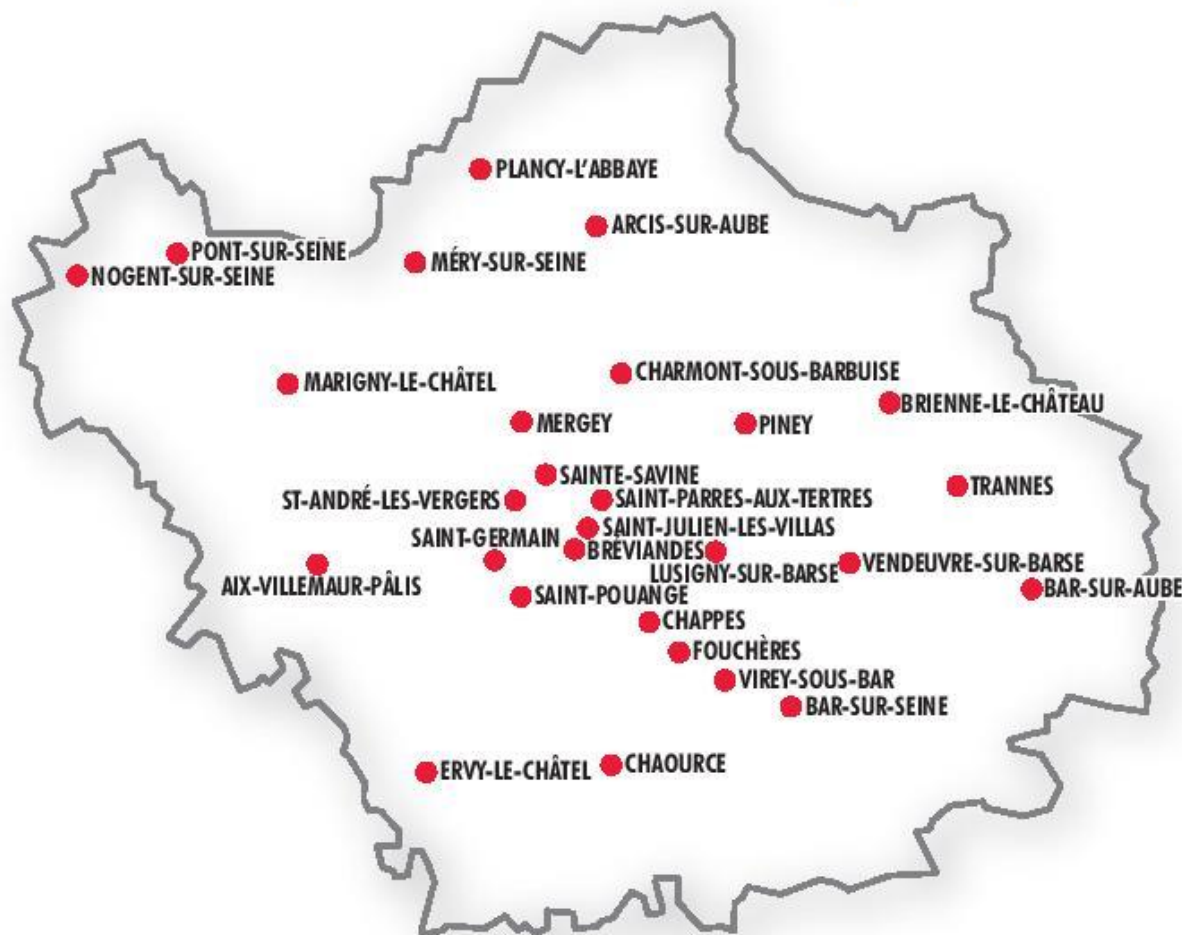 PLANCY-L'ABBAYE
ARCIS-SUR-AUBE
PONT-SUR-SEINE
MÉRY-SUR-SEINE
NOGENT-SUR-SEINE
CHARMONT-SOUS-BARBUISE
MARIGNY-LE-CHÂTEL
BRIENNE-LE-CHÂTEAU
MERGEY
PINEY
SAINTE-SAVINE
TRANNES
ST-ANDRÉ-LES-VERGERS
SAINT-PARRES-AUX-TERTRES
SAINT-JULIEN-LES-VILLAS
SAINT-GERMAIN
BRÉVIANDES
VENDEUVRE-SUR-BARSE
LUSIGNY-SUR-BARSE
AIX-VILLEMAUR-PÂLIS
BAR-SUR-AUBE
SAINT-POUANGE
CHAPPES
FOUCHÈRES
VIREY-SOUS-BAR
BAR-SUR-SEINE
CHAOURCE
ERVY-LE-CHÂTEL